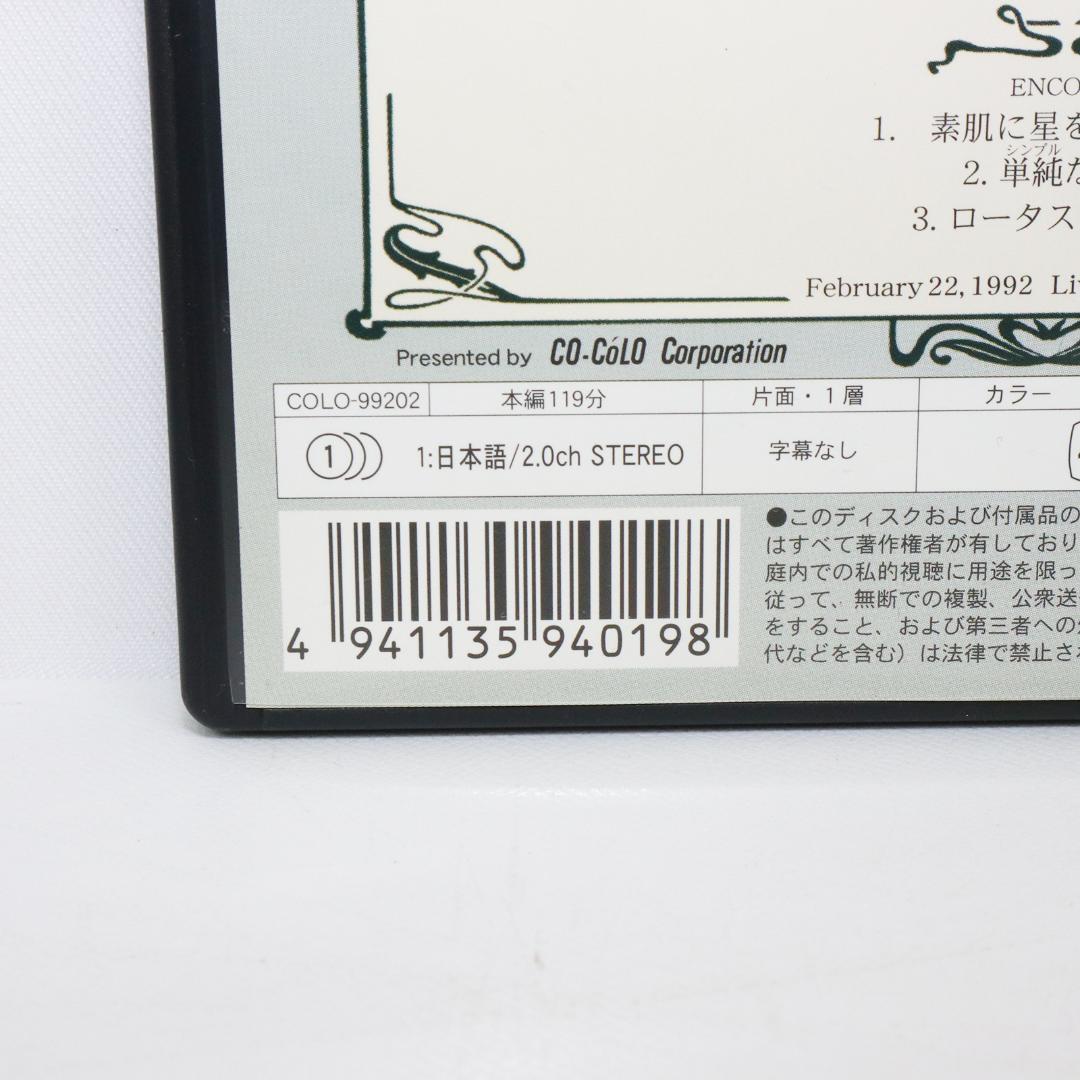 ENCO
1. 素肌に星を
シンプル
2. 単純な
3. ロータス
February 22, 1992 Li
Presented by CO-CóLO Corporation
COLO-99202 本編119分 片面・1層 カラー
1 1:日本語/2.0ch STEREO 字幕なし
●このディスクおよび付属品の
はすべて著作権者が有しており
庭内での私的視聴に用途を限っ
従って、無断での複製、公衆送
をすること、および第三者への
代などを含む）は法律で禁止さ
4 941135 940198